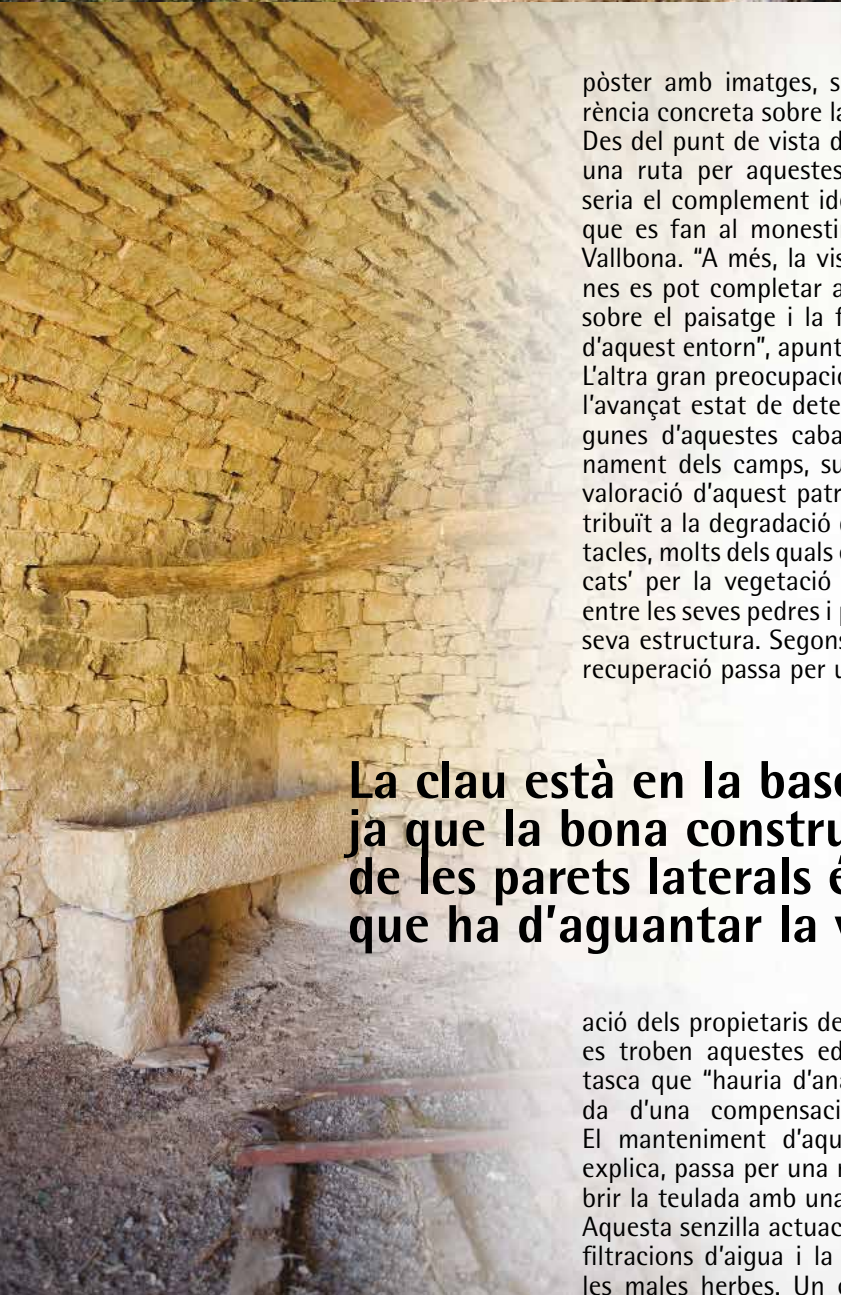 pòster amb imatges, s
rència concreta sobre la
Des del punt de vista d
una ruta per aquestes
seria el complement ide
que es fan al monesti
Vallbona. "A més, la vis
nes es pot completar a
sobre el paisatge i la f
d'aquest entorn", apunt
L'altra gran preocupació
l'avançat estat de dete
gunes d'aquestes caba
nament dels camps, su
valoració d'aquest patr
tribuït a la degradació
tacles, molts dels quals
cats' per la vegetació
entre les seves pedres i p
seva estructura. Segons
recuperació passa per u
La clau està en la base
ja que la bona constru
de les parets laterals é
que ha d'aguantar la v
ació dels propietaris de
es troben aquestes ed
tasca que "hauria d'ana
da d'una compensaci
El manteniment d'aqu
explica, passa per una
brir la teulada amb una
Aquesta senzilla actuac
filtracions d'aigua i la
les males herbes. Un